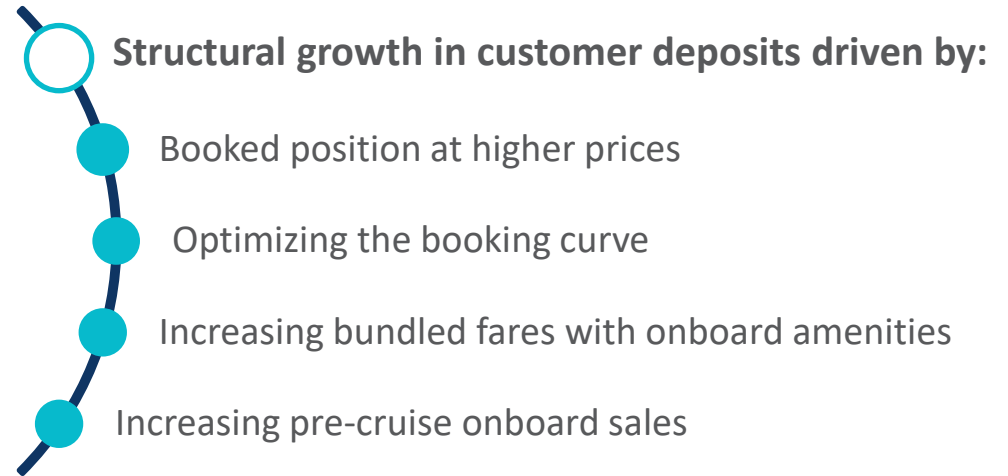 Structural growth in customer deposits driven by:
Booked position at higher prices
Optimizing the booking curve
Increasing bundled fares with onboard amenities
Increasing pre-cruise onboard sales